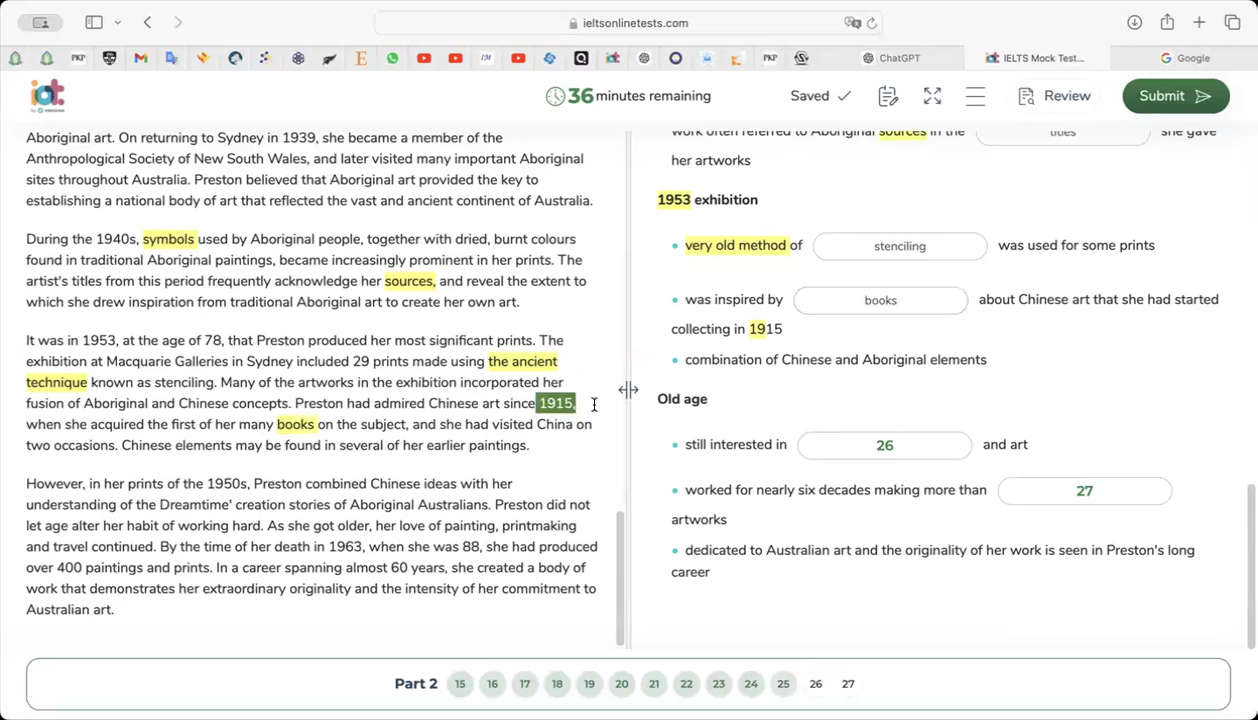 ieltsonlinetests.com
PKP
E
IM
PKP
ChatGPT
IELTS Mock Test...
Google
iot
36 minutes remaining
Saved
Review
Submit
Aboriginal art. On returning to Sydney in 1939, she became a member of the
Anthropological Society of New South Wales, and later visited many important Aboriginal
sites throughout Australia. Preston believed that Aboriginal art provided the key to
establishing a national body of art that reflected the vast and ancient continent of Australia.
During the 1940s, symbols used by Aboriginal people, together with dried, burnt colours
found in traditional Aboriginal paintings, became increasingly prominent in her prints. The
artist's titles from this period frequently acknowledge her sources, and reveal the extent to
which she drew inspiration from traditional Aboriginal art to create her own art.
It was in 1953, at the age of 78, that Preston produced her most significant prints. The
exhibition at Macquarie Galleries in Sydney included 29 prints made using the ancient
technique known as stenciling. Many of the artworks in the exhibition incorporated her
fusion of Aboriginal and Chinese concepts. Preston had admired Chinese art since 1915,
when she acquired the first of her many books on the subject, and she had visited China on
two occasions. Chinese elements may be found in several of her earlier paintings.
However, in her prints of the 1950s, Preston combined Chinese ideas with her
understanding of the Dreamtime' creation stories of Aboriginal Australians. Preston did not
let age alter her habit of working hard. As she got older, her love of painting, printmaking
and travel continued. By the time of her death in 1963, when she was 88, she had produced
over 400 paintings and prints. In a career spanning almost 60 years, she created a body of
work that demonstrates her extraordinary originality and the intensity of her commitment to
Australian art.
work often referred to Aboriginal sources in the titles she gave
her artworks
1953 exhibition
• very old method of stenciling was used for some prints
• was inspired by books about Chinese art that she had started
collecting in 1915
• combination of Chinese and Aboriginal elements
Old age
• still interested in 26 and art
• worked for nearly six decades making more than 27
artworks
• dedicated to Australian art and the originality of her work is seen in Preston's long
career
Part 2 15 16 17 18 19 20 21 22 23 24 25 26 27